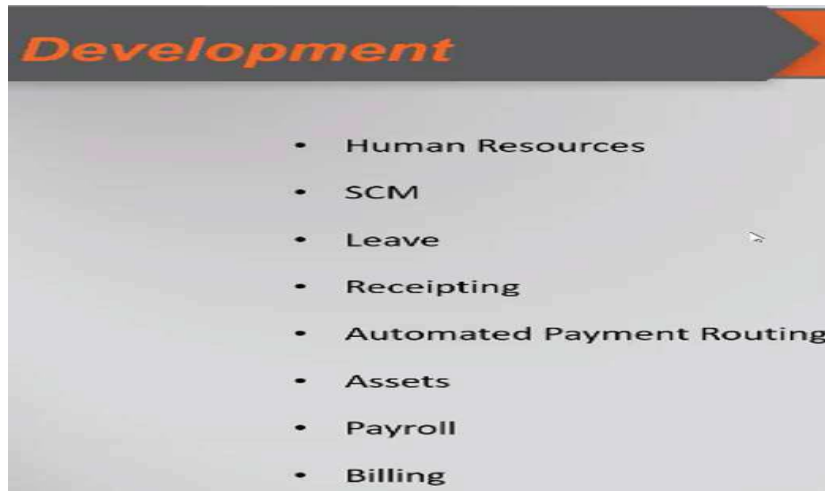 Development
• Human Resources
• SCM
• Leave
• Receipting
• Automated Payment Routing
• Assets
• Payroll
• Billing